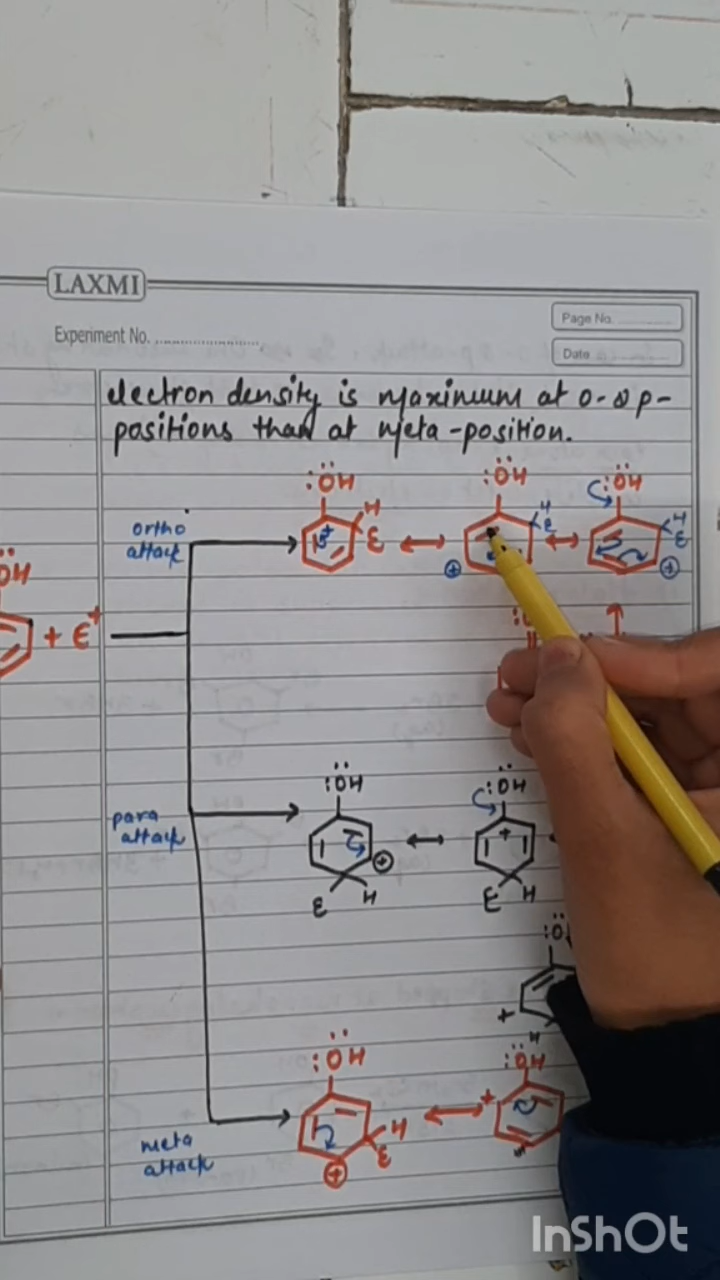 LAXMI
Page No.
Experiment No.
Date
electron density is maximum at o- & p-
positions than at meta-position.
:ÖH
:ÖH
:ÖH
ortho
attack
H
E
H
E
H
E
⊕
⊕
OH
+ E⁺
para
attack
:ÖH
:ÖH
⊕
+
E
H
E
H
+
H
:ÖH
:ÖH
+
H
E
⊕
meta
attack
InShOt